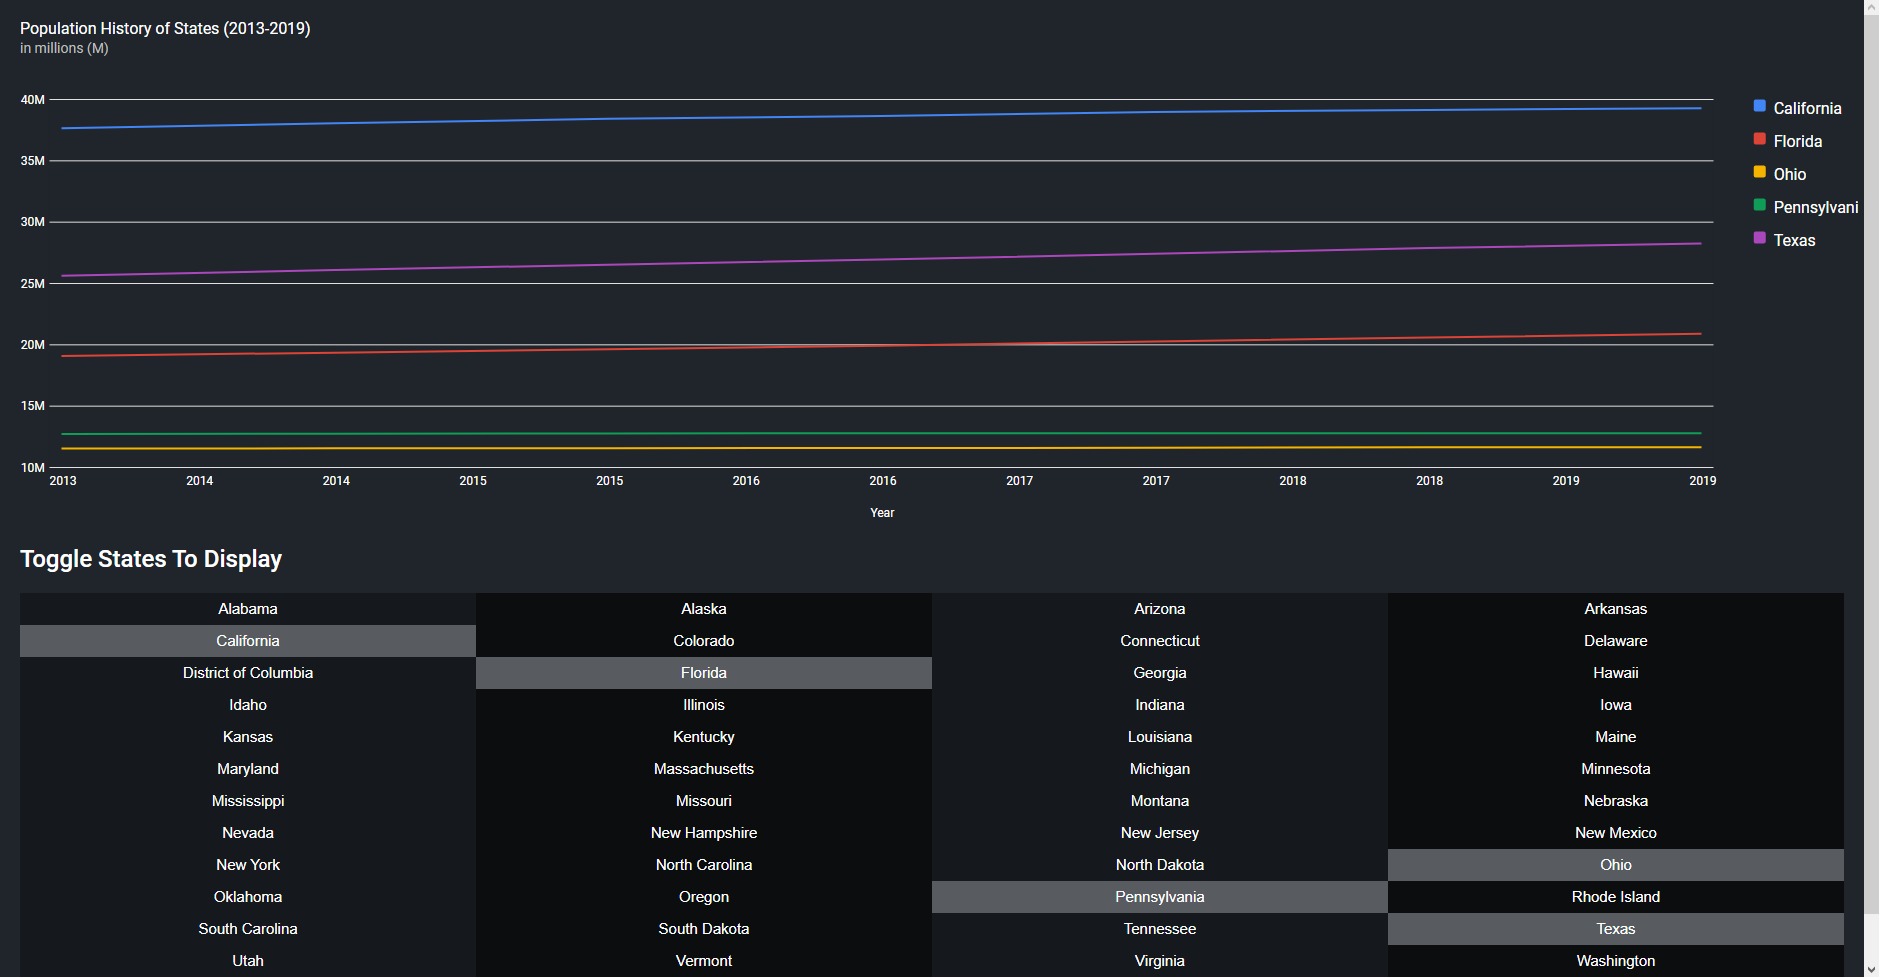 Population History of States (2013-2019)
in millions (M)
40M
35M
30M
25M
20M
15M
10M
2013 2014 2014 2015 2015 2016 2016 2017 2017 2018 2018 2019 2019
Year
California
Florida
Ohio
Pennsylvani
Texas
Toggle States To Display
Alabama Alaska Arizona Arkansas
California Colorado Connecticut Delaware
District of Columbia Florida Georgia Hawaii
Idaho Illinois Indiana Iowa
Kansas Kentucky Louisiana Maine
Maryland Massachusetts Michigan Minnesota
Mississippi Missouri Montana Nebraska
Nevada New Hampshire New Jersey New Mexico
New York North Carolina North Dakota Ohio
Oklahoma Oregon Pennsylvania Rhode Island
South Carolina South Dakota Tennessee Texas
Utah Vermont Virginia Washington